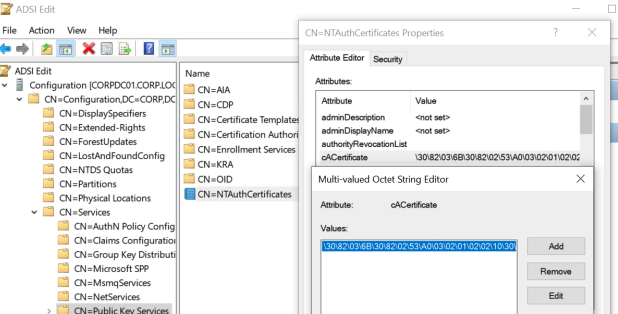 ADSI Edit
File Action View Help
ADSI Edit
Configuration [CORPDC01.CORP.LOC
CN=Configuration,DC=CORP,DC
CN=DisplaySpecifiers
CN=Extended-Rights
CN=ForestUpdates
CN=LostAndFoundConfig
CN=NTDS Quotas
CN=Partitions
CN=Physical Locations
CN=Services
CN=AuthN Policy Config
CN=Claims Configuration
CN=Group Key Distributi
CN=Microsoft SPP
CN=MsmqServices
CN=NetServices
CN=Public Key Services
Name
CN=AIA
CN=CDP
CN=Certificate Templates
CN=Certification Authori
CN=Enrollment Services
CN=KRA
CN=OID
CN=NTAuthCertificates
CN=NTAuthCertificates Properties ? ×
Attribute Editor Security
Attributes:
Attribute Value
adminDescription <not set>
adminDisplayName <not set>
authorityRevocationList
cACertificate \30\82\03\6B\30\82\02\53\A0\03\02\01\02\02
Multi-valued Octet String Editor ×
Attribute: cACertificate
Values:
\30\82\03\6B\30\82\02\53\A0\03\02\01\02\02\10\30\
Add
Remove
Edit